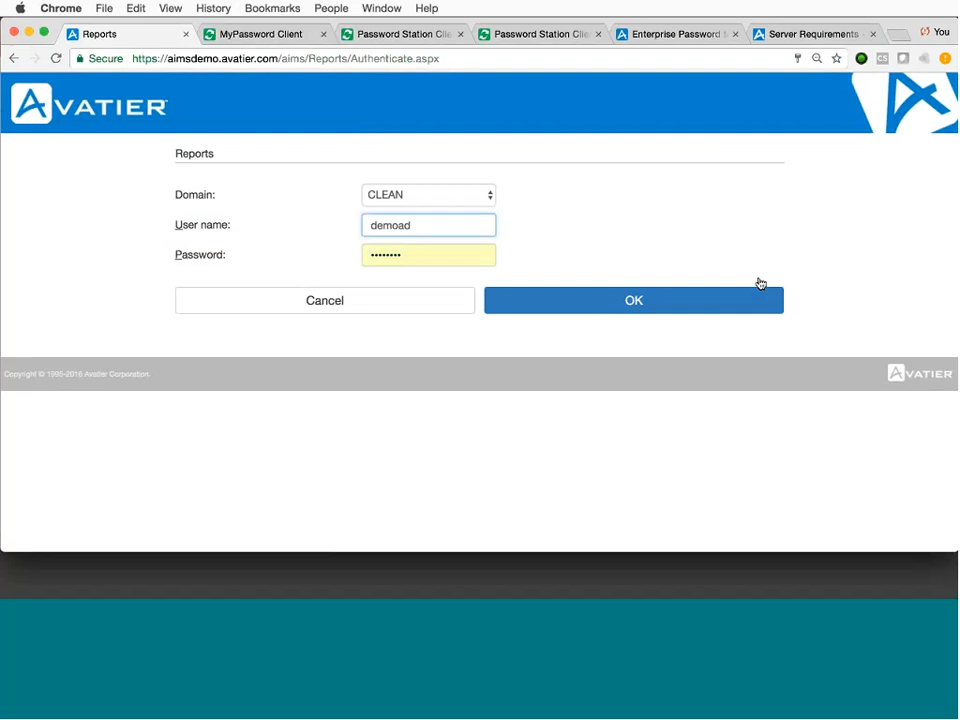 Chrome File Edit View History Bookmarks People Window Help
Reports MyPassword Client Password Station Clie Password Station Clie Enterprise Password Server Requirements - You
Secure https://aimsdemo.avatier.com/aims/Reports/Authenticate.aspx CS
AVATIER
Reports
Domain: CLEAN
User name: demoad
Password: ••••••••
Cancel OK
Copyright © 1995-2016 Avatier Corporation. AVATIER